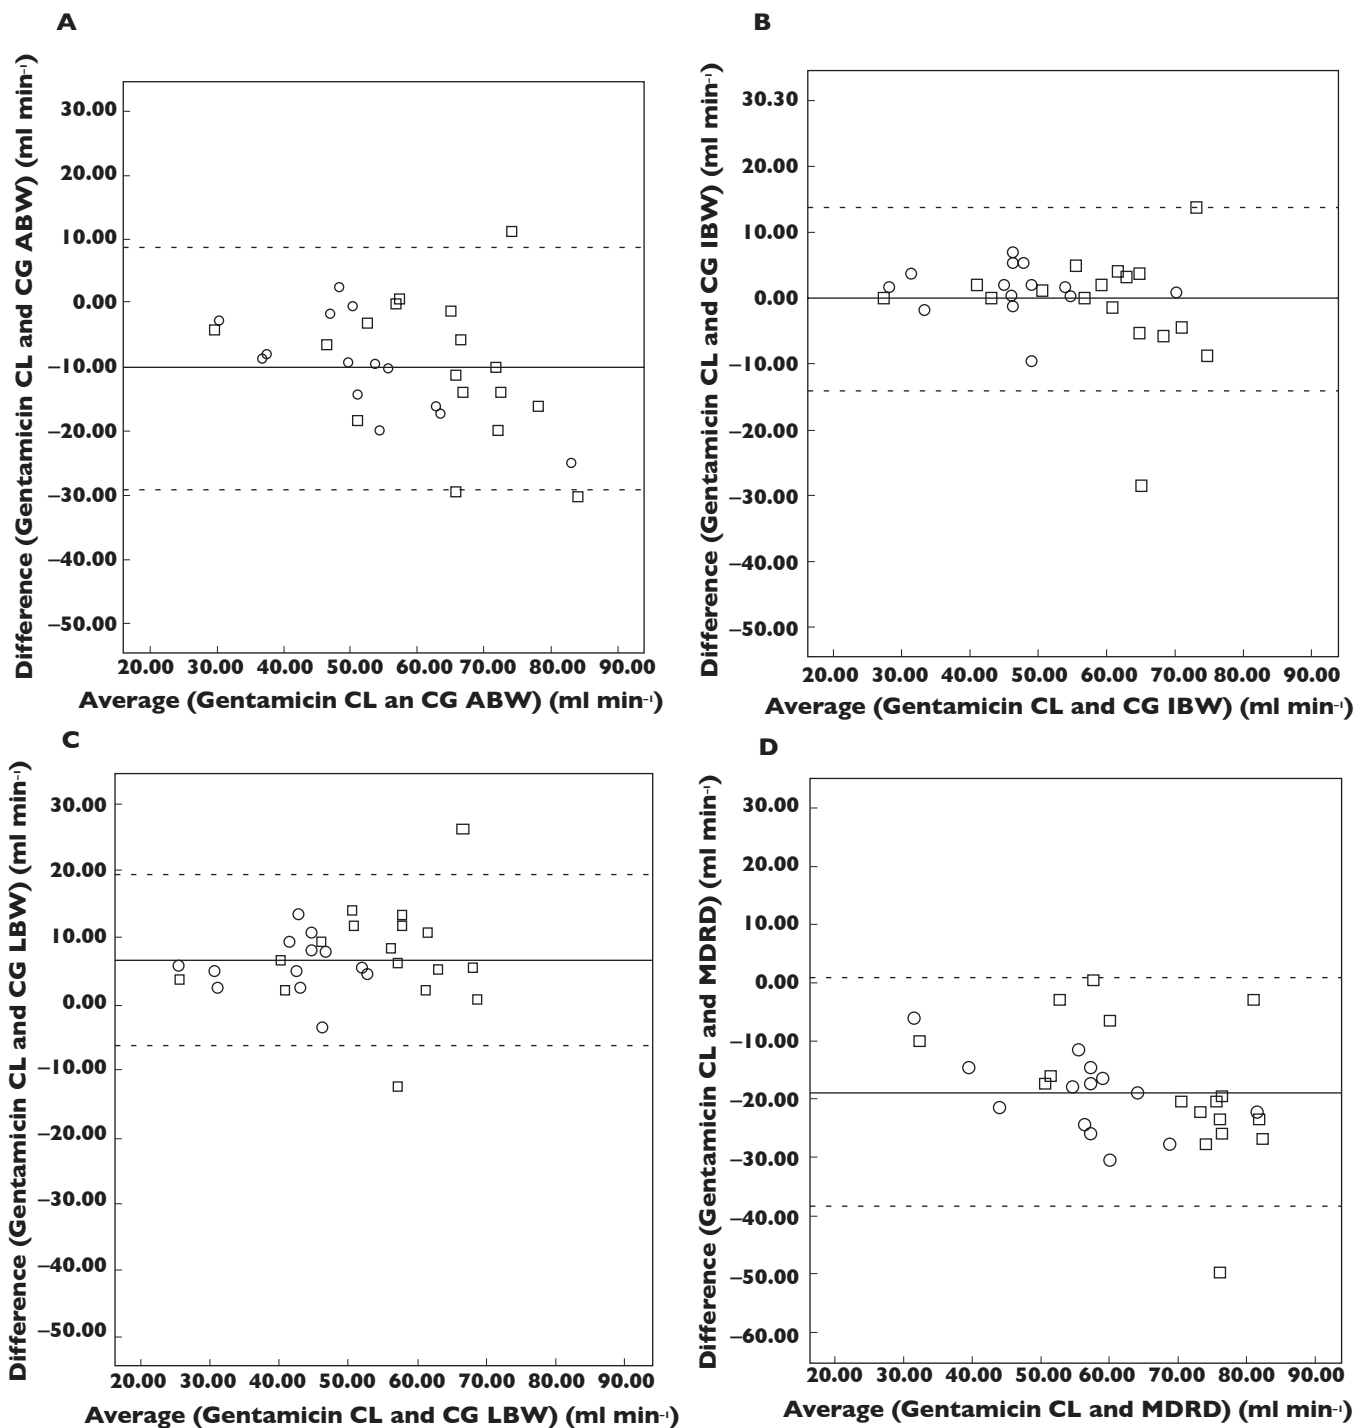 A
Difference (Gentamicin CL and CG ABW) (ml min⁻¹)
30.00
20.00
10.00
0.00
−10.00
−20.00
−30.00
−40.00
−50.00
20.00 30.00 40.00 50.00 60.00 70.00 80.00 90.00
Average (Gentamicin CL an CG ABW) (ml min⁻¹)
B
Difference (Gentamicin CL and CG IBW) (ml min⁻¹)
30.30
20.00
10.00
0.00
−10.00
−20.00
−30.00
−40.00
−50.00
20.00 30.00 40.00 50.00 60.00 70.00 80.00 90.00
Average (Gentamicin CL and CG IBW) (ml min⁻¹)
C
Difference (Gentamicin CL and CG LBW) (ml min⁻¹)
30.00
20.00
10.00
0.00
−10.00
−20.00
−30.00
−40.00
−50.00
20.00 30.00 40.00 50.00 60.00 70.00 80.00 90.00
Average (Gentamicin CL and CG LBW) (ml min⁻¹)
D
Difference (Gentamicin CL and MDRD) (ml min⁻¹)
30.00
20.00
10.00
0.00
−10.00
−20.00
−30.00
−40.00
−50.00
−60.00
20.00 30.00 40.00 50.00 60.00 70.00 80.00 90.00
Average (Gentamicin CL and MDRD) (ml min⁻¹)